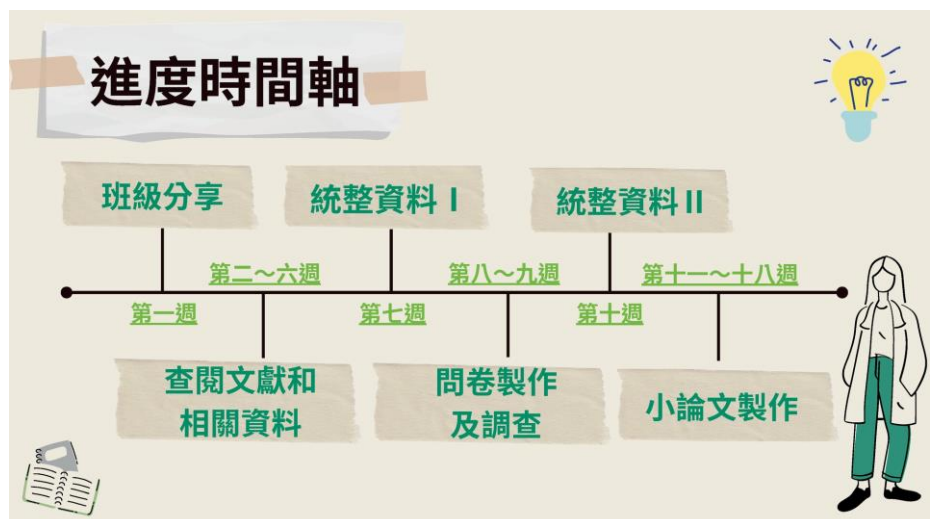 進度時間軸
班級分享
統整資料 I
統整資料 II
第二～六週
第八～九週
第十一～十八週
第一週
第七週
第十週
查閱文獻和
相關資料
問卷製作
及調查
小論文製作